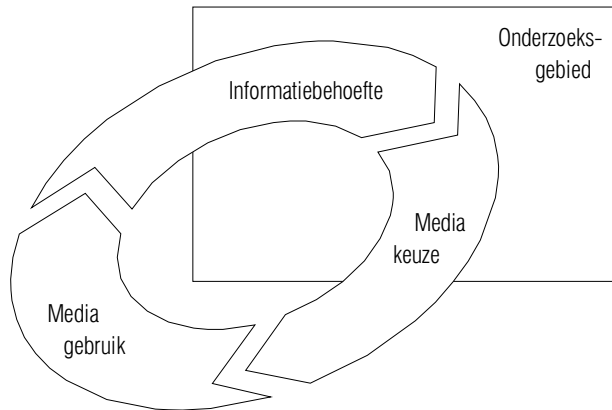 Onderzoeks-
gebied
Informatiebehoefte
Media
keuze
Media
gebruik